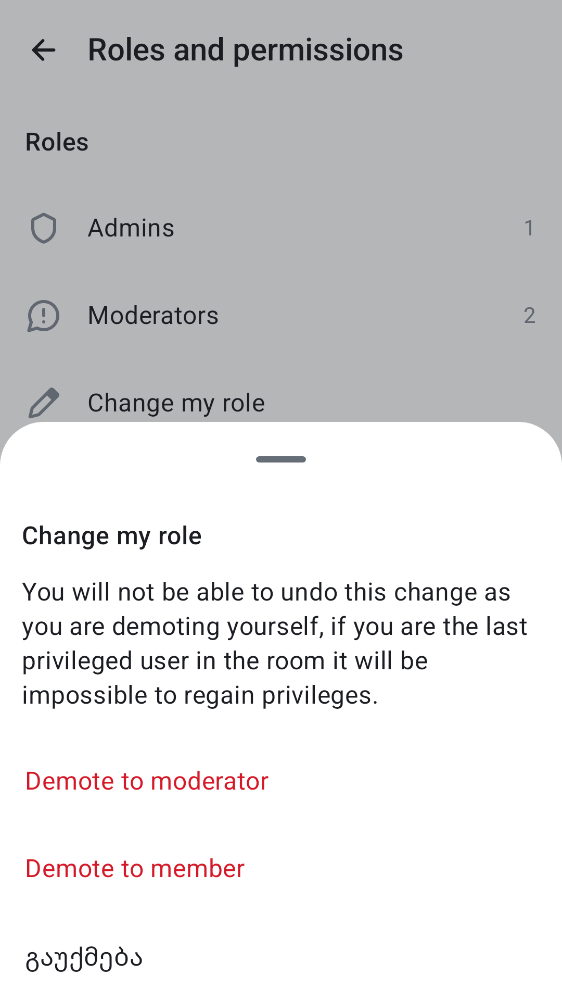 Roles and permissions
Roles
Admins 1
Moderators 2
Change my role
Change my role
You will not be able to undo this change as
you are demoting yourself, if you are the last
privileged user in the room it will be
impossible to regain privileges.
Demote to moderator
Demote to member
გაუქმება